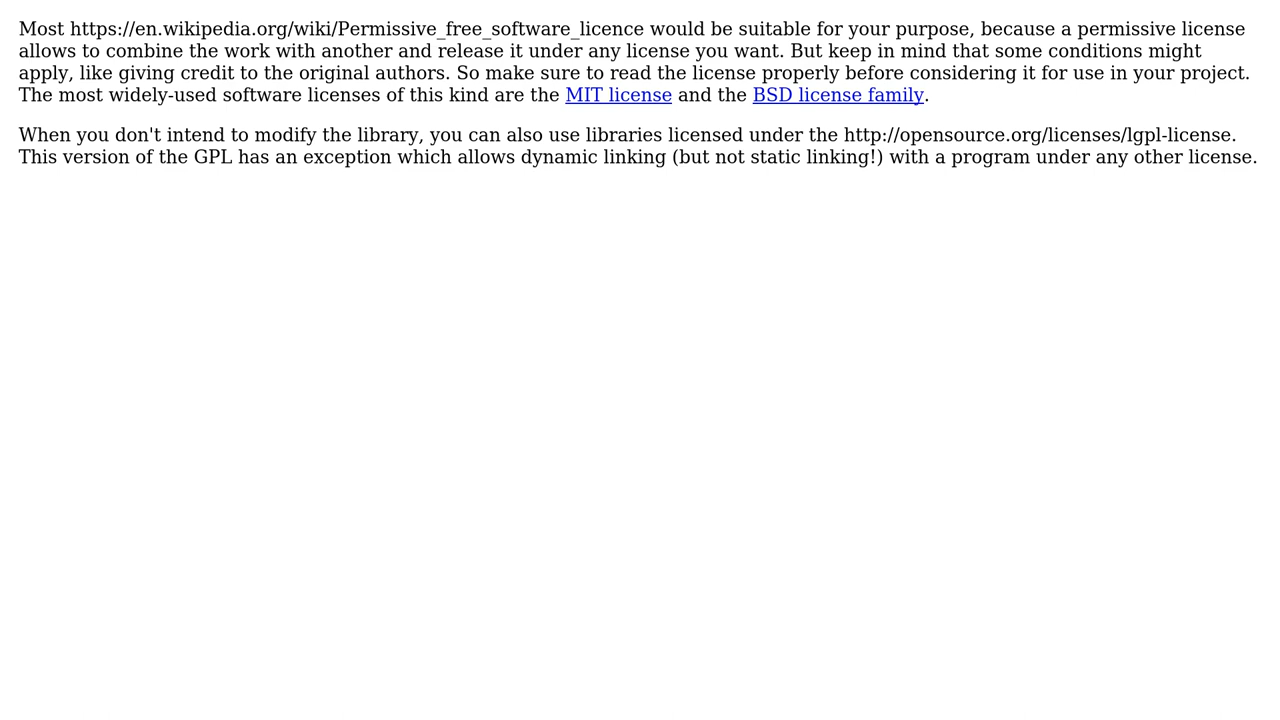 Most https://en.wikipedia.org/wiki/Permissive_free_software_licence would be suitable for your purpose, because a permissive license
allows to combine the work with another and release it under any license you want. But keep in mind that some conditions might
apply, like giving credit to the original authors. So make sure to read the license properly before considering it for use in your project.
The most widely-used software licenses of this kind are the MIT license and the BSD license family.
When you don't intend to modify the library, you can also use libraries licensed under the http://opensource.org/licenses/lgpl-license.
This version of the GPL has an exception which allows dynamic linking (but not static linking!) with a program under any other license.